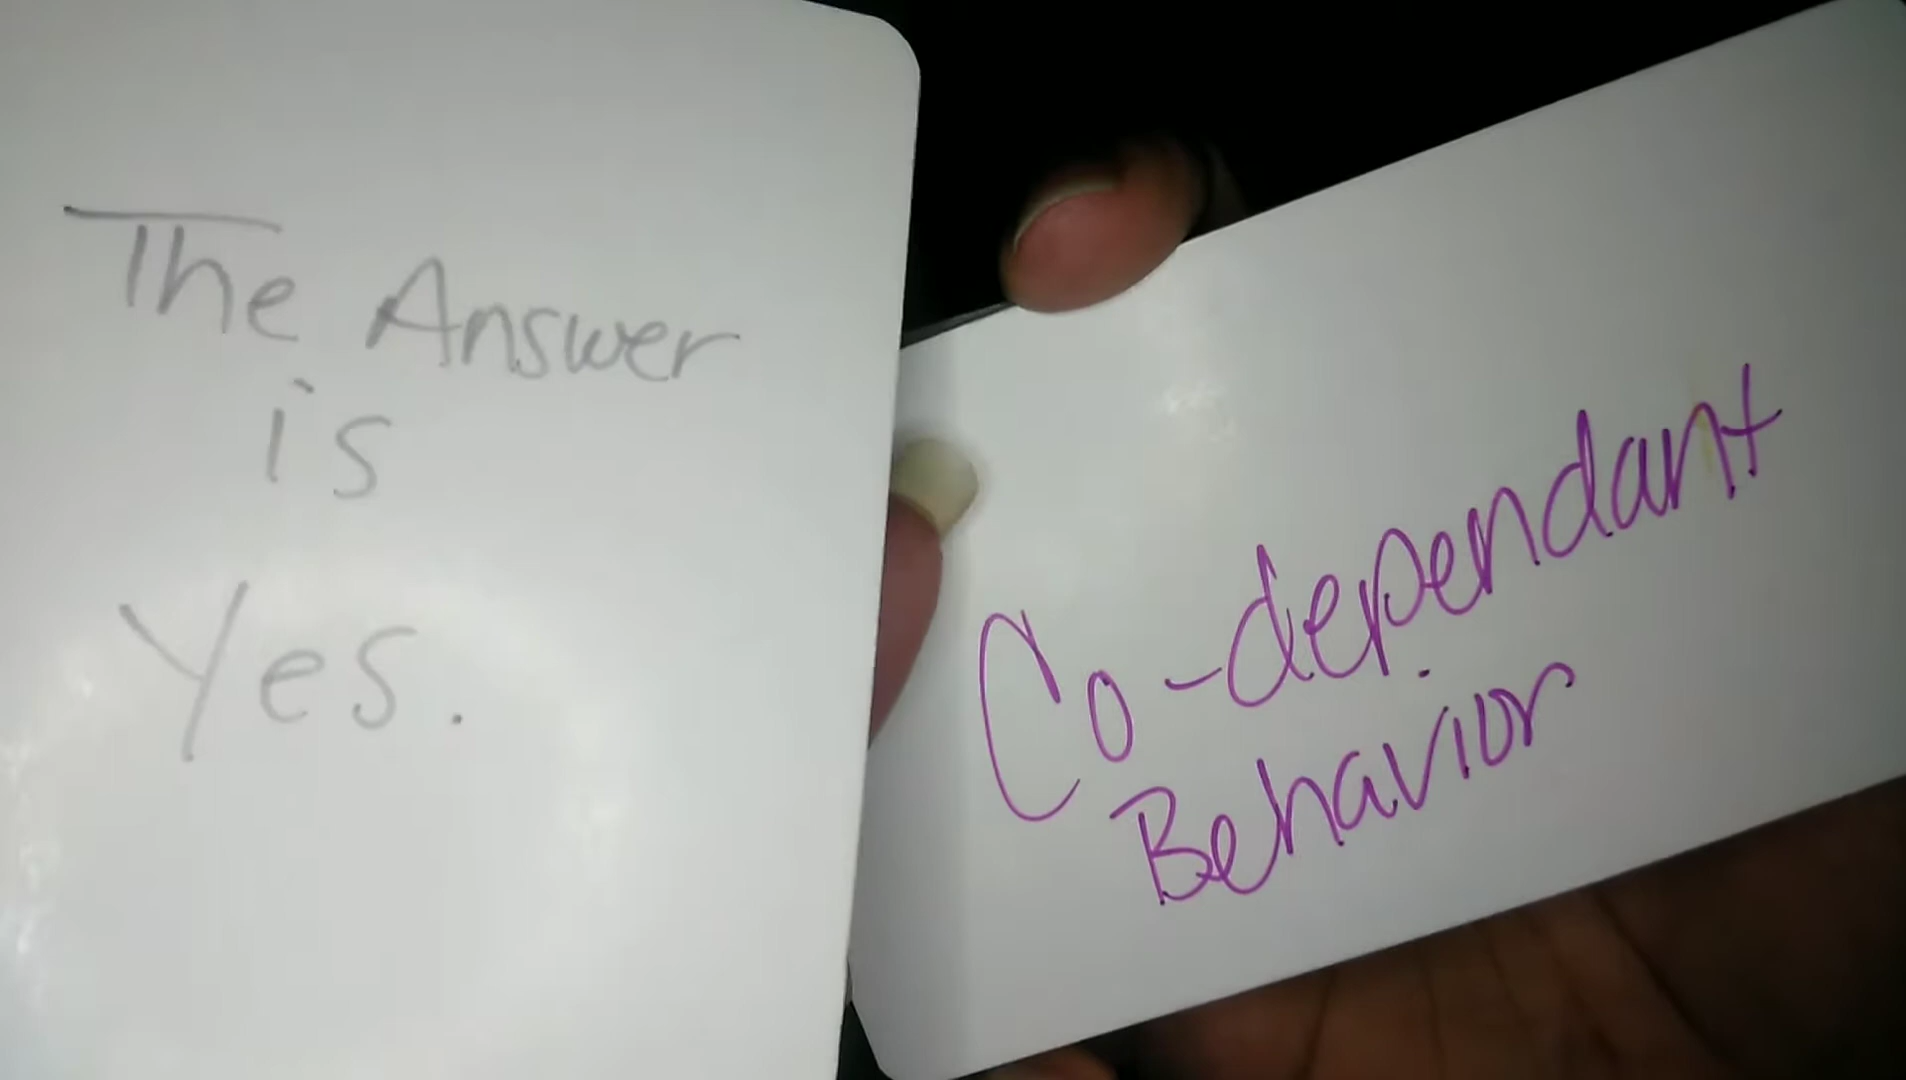 The Answer
is
Yes.
Co-dependant
Behavior